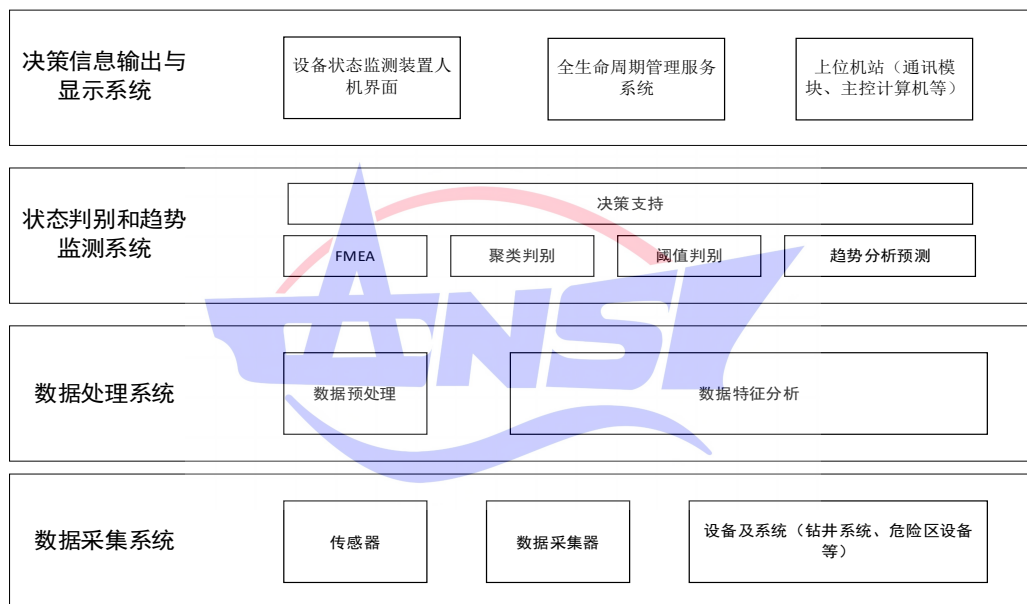 决策信息输出与
显示系统
设备状态监测装置人
机界面
全生命周期管理服务
系统
上位机站（通讯模
块、主控计算机等）
状态判别和趋势
监测系统
决策支持
FMEA
聚类判别
阈值判别
趋势分析预测
数据处理系统
数据预处理
数据特征分析
数据采集系统
传感器
数据采集器
设备及系统（钻井系统、危险区设备
等）
ANSI